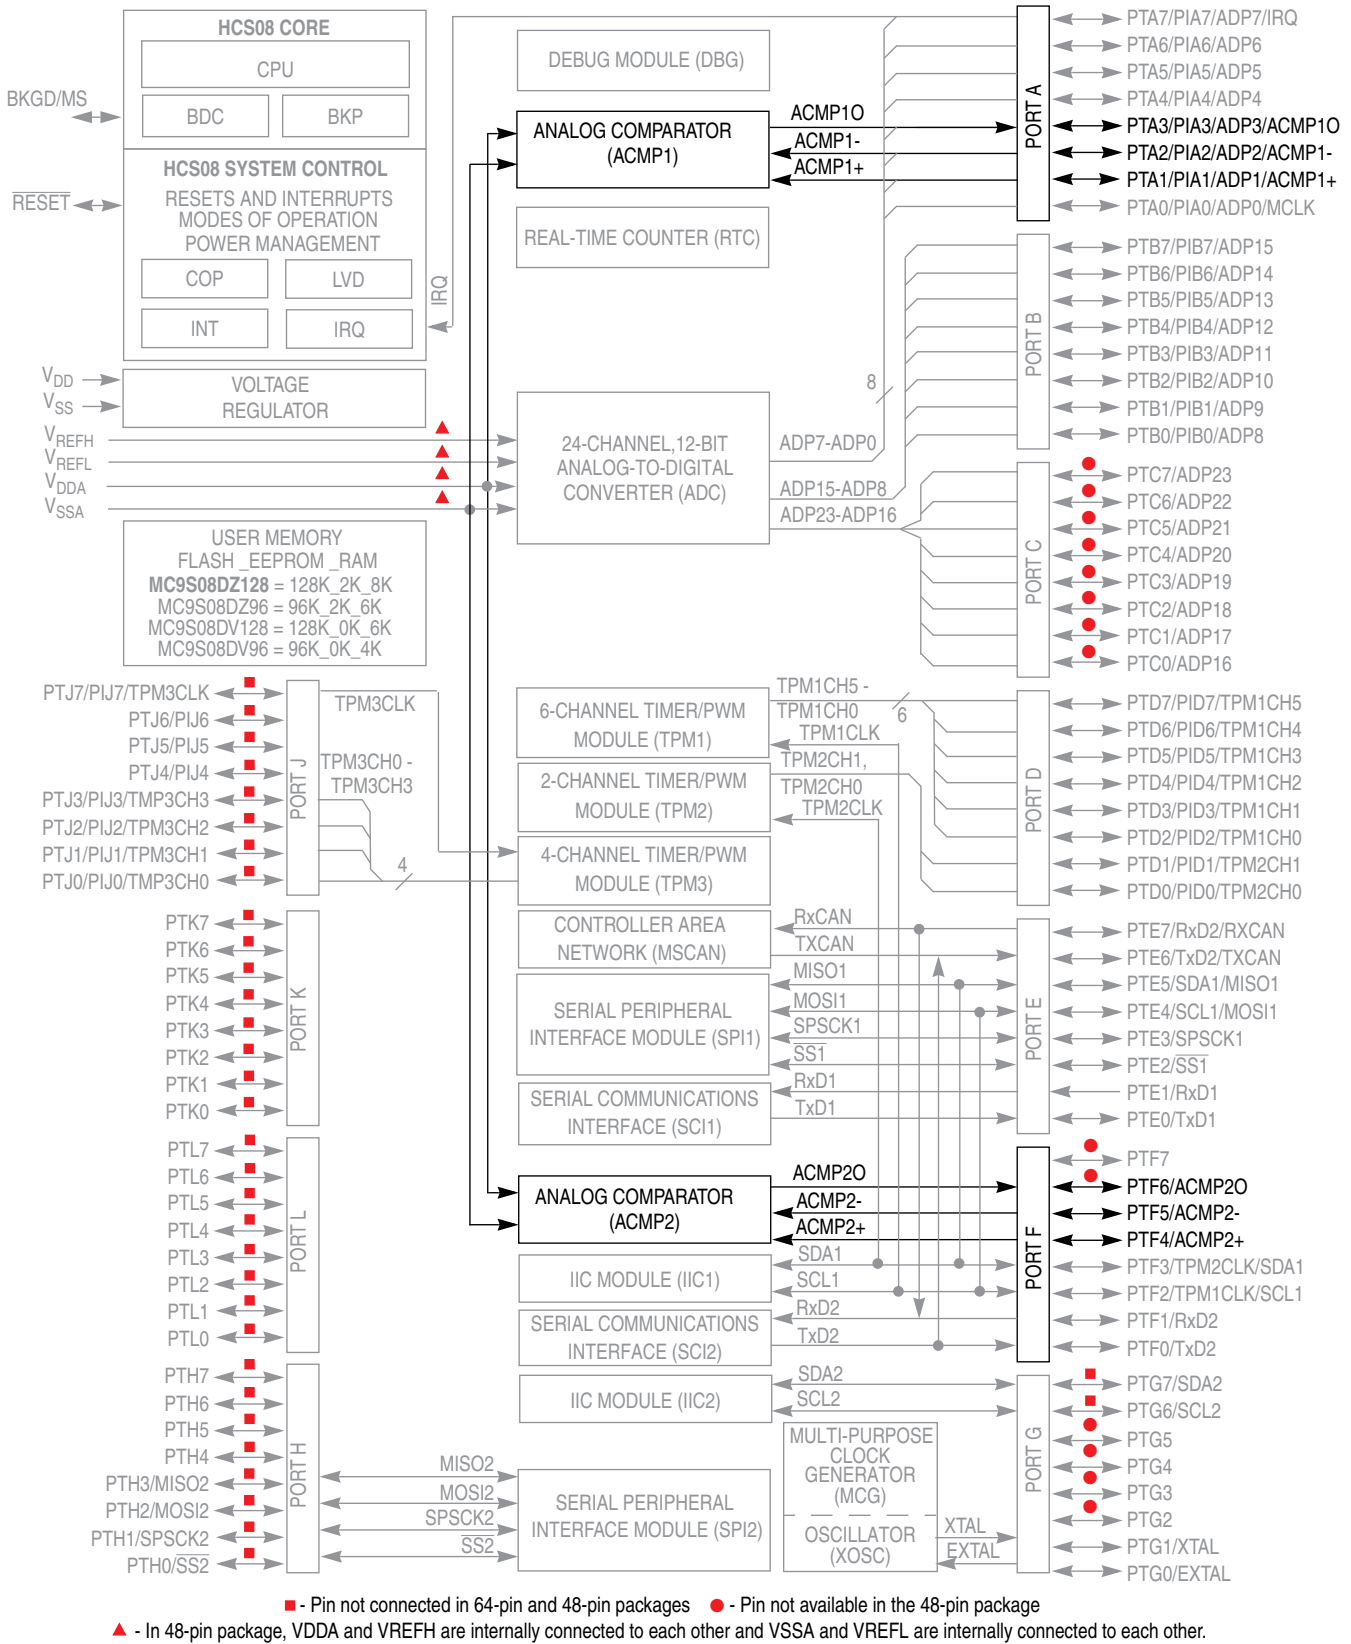 HCS08 CORE
CPU
BDC
BKP
BKGD/MS
HCS08 SYSTEM CONTROL
RESETS AND INTERRUPTS
MODES OF OPERATION
POWER MANAGEMENT
COP
LVD
INT
IRQ
RESET
IRQ
VOLTAGE
REGULATOR
VDD
VSS
VREFH
VREFL
VDDA
VSSA
USER MEMORY
FLASH _EEPROM _RAM
MC9S08DZ128 = 128K_2K_8K
MC9S08DZ96 = 96K_2K_6K
MC9S08DV128 = 128K_0K_6K
MC9S08DV96 = 96K_0K_4K
DEBUG MODULE (DBG)
ANALOG COMPARATOR
(ACMP1)
ACMP1O
ACMP1-
ACMP1+
REAL-TIME COUNTER (RTC)
24-CHANNEL,12-BIT
ANALOG-TO-DIGITAL
CONVERTER (ADC)
8
ADP7-ADP0
ADP15-ADP8
ADP23-ADP16
PORT A
PTA7/PIA7/ADP7/IRQ
PTA6/PIA6/ADP6
PTA5/PIA5/ADP5
PTA4/PIA4/ADP4
PTA3/PIA3/ADP3/ACMP1O
PTA2/PIA2/ADP2/ACMP1-
PTA1/PIA1/ADP1/ACMP1+
PTA0/PIA0/ADP0/MCLK
PORT B
PTB7/PIB7/ADP15
PTB6/PIB6/ADP14
PTB5/PIB5/ADP13
PTB4/PIB4/ADP12
PTB3/PIB3/ADP11
PTB2/PIB2/ADP10
PTB1/PIB1/ADP9
PTB0/PIB0/ADP8
PORT C
PTC7/ADP23
PTC6/ADP22
PTC5/ADP21
PTC4/ADP20
PTC3/ADP19
PTC2/ADP18
PTC1/ADP17
PTC0/ADP16
PTJ7/PIJ7/TPM3CLK
PTJ6/PIJ6
PTJ5/PIJ5
PTJ4/PIJ4
PTJ3/PIJ3/TMP3CH3
PTJ2/PIJ2/TPM3CH2
PTJ1/PIJ1/TPM3CH1
PTJ0/PIJ0/TMP3CH0
PORT J
TPM3CLK
TPM3CH0 -
TPM3CH3
4
6-CHANNEL TIMER/PWM
MODULE (TPM1)
TPM1CH5 -
TPM1CH0
6
TPM1CLK
2-CHANNEL TIMER/PWM
MODULE (TPM2)
TPM2CH1,
TPM2CH0
TPM2CLK
4-CHANNEL TIMER/PWM
MODULE (TPM3)
PORT D
PTD7/PID7/TPM1CH5
PTD6/PID6/TPM1CH4
PTD5/PID5/TPM1CH3
PTD4/PID4/TPM1CH2
PTD3/PID3/TPM1CH1
PTD2/PID2/TPM1CH0
PTD1/PID1/TPM2CH1
PTD0/PID0/TPM2CH0
PTK7
PTK6
PTK5
PTK4
PTK3
PTK2
PTK1
PTK0
PORT K
CONTROLLER AREA
NETWORK (MSCAN)
RxCAN
TXCAN
SERIAL PERIPHERAL
INTERFACE MODULE (SPI1)
MISO1
MOSI1
SPSCK1
SS1
SERIAL COMMUNICATIONS
INTERFACE (SCI1)
RxD1
TxD1
PORT E
PTE7/RxD2/RXCAN
PTE6/TxD2/TXCAN
PTE5/SDA1/MISO1
PTE4/SCL1/MOSI1
PTE3/SPSCK1
PTE2/SS1
PTE1/RxD1
PTE0/TxD1
PTL7
PTL6
PTL5
PTL4
PTL3
PTL2
PTL1
PTL0
PORT L
ANALOG COMPARATOR
(ACMP2)
ACMP2O
ACMP2-
ACMP2+
IIC MODULE (IIC1)
SDA1
SCL1
SERIAL COMMUNICATIONS
INTERFACE (SCI2)
RxD2
TxD2
PORT F
PTF7
PTF6/ACMP2O
PTF5/ACMP2-
PTF4/ACMP2+
PTF3/TPM2CLK/SDA1
PTF2/TPM1CLK/SCL1
PTF1/RxD2
PTF0/TxD2
PTH7
PTH6
PTH5
PTH4
PTH3/MISO2
PTH2/MOSI2
PTH1/SPSCK2
PTH0/SS2
PORT H
MISO2
MOSI2
SPSCK2
SS2
IIC MODULE (IIC2)
SDA2
SCL2
SERIAL PERIPHERAL
INTERFACE MODULE (SPI2)
MULTI-PURPOSE
CLOCK
GENERATOR
(MCG)
OSCILLATOR
(XOSC)
XTAL
EXTAL
PORT G
PTG7/SDA2
PTG6/SCL2
PTG5
PTG4
PTG3
PTG2
PTG1/XTAL
PTG0/EXTAL
- Pin not connected in 64-pin and 48-pin packages
- Pin not available in the 48-pin package
- In 48-pin package, VDDA and VREFH are internally connected to each other and VSSA and VREFL are internally connected to each other.